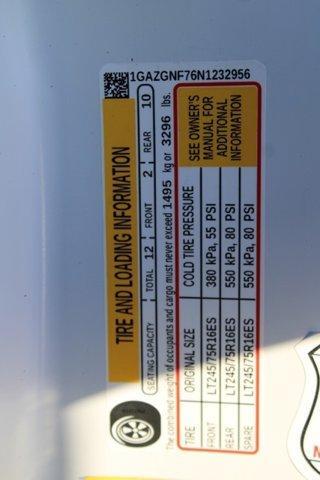 1GAZGNF76N1232956
TIRE AND LOADING INFORMATION
SEATING CAPACITY TOTAL 12 FRONT 2 REAR 10
The combined weight of occupants and cargo must never exceed 1495 kg or 3296 lbs.
TIRE ORIGINAL SIZE COLD TIRE PRESSURE
FRONT LT245/75R16ES 380 kPa, 55 PSI
REAR LT245/75R16ES 550 kPa, 80 PSI
SPARE LT245/75R16ES 550 kPa, 80 PSI
SEE OWNER'S
MANUAL FOR
ADDITIONAL
INFORMATION